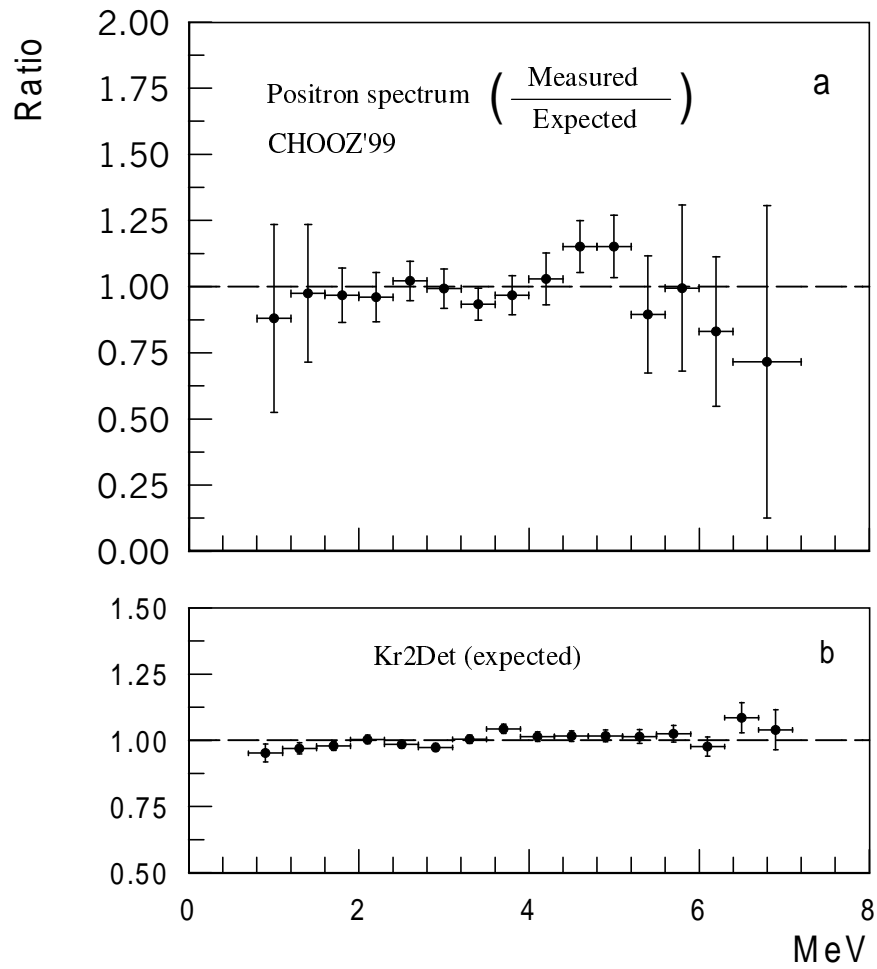 Ratio
2.00
1.75
1.50
1.25
1.00
0.75
0.50
0.25
0.00
Positron spectrum ( Measured
Expected )
CHOOZ'99
a
1.50
1.25
1.00
0.75
0.50
Kr2Det (expected)
b
0 2 4 6 8
MeV